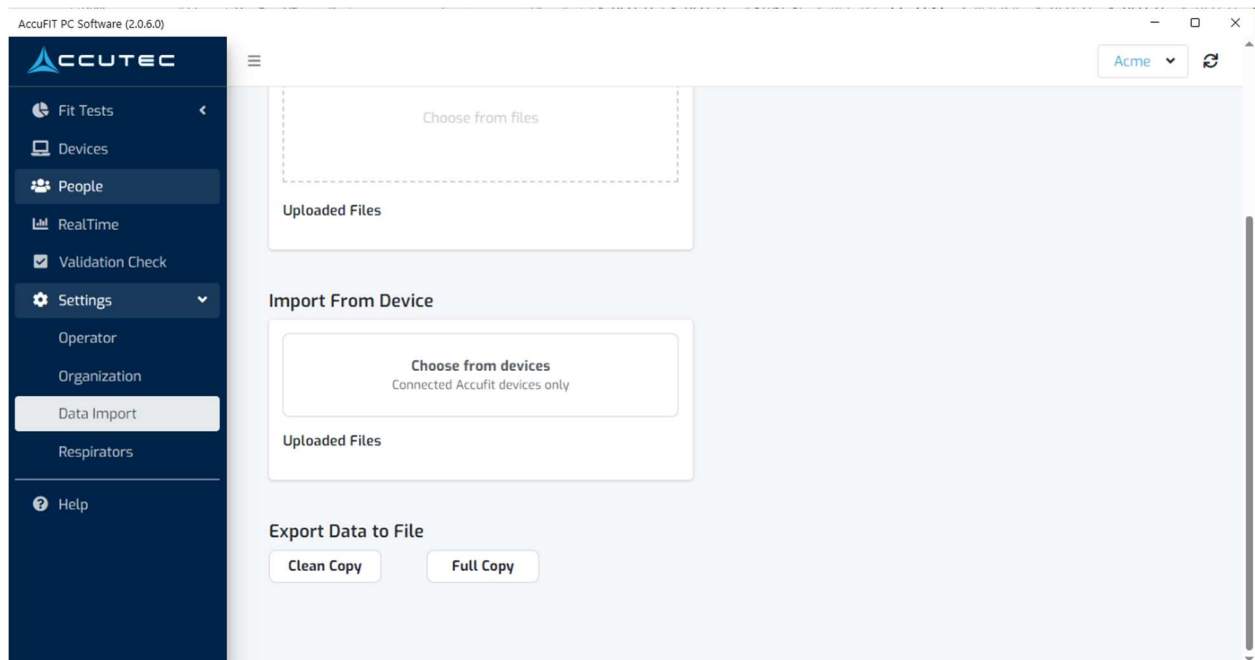 AccuFIT PC Software (2.0.6.0)
ACCUTEC
Acme
Fit Tests
Devices
People
RealTime
Validation Check
Settings
Operator
Organization
Data Import
Respirators
Help
Choose from files
Uploaded Files
Import From Device
Choose from devices
Connected Accufit devices only
Uploaded Files
Export Data to File
Clean Copy
Full Copy